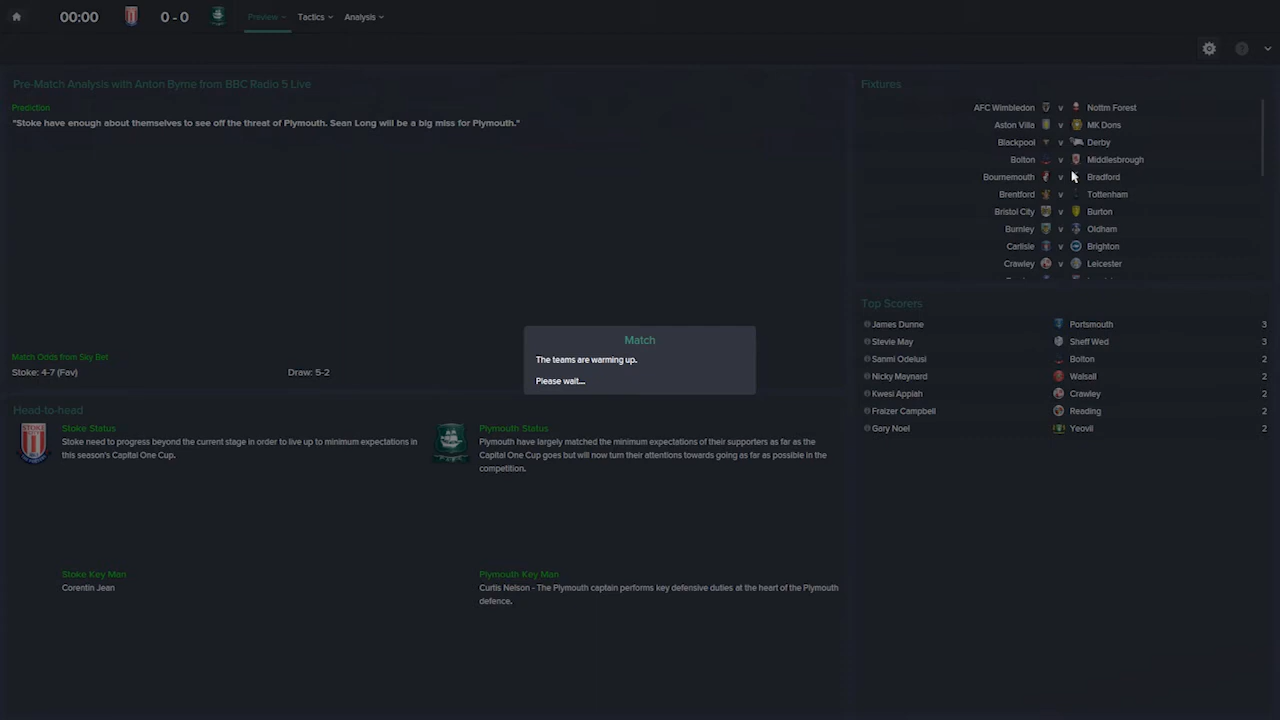 00:00
0 - 0
Preview
Tactics
Analysis
Pre-Match Analysis with Anton Byrne from BBC Radio 5 Live
Prediction
"Stoke have enough about themselves to see off the threat of Plymouth. Sean Long will be a big miss for Plymouth."
Match Odds from Sky Bet
Stoke: 4-7 (Fav)
Draw: 5-2
Match
The teams are warming up.
Please wait...
Head-to-head
Stoke Status
Stoke need to progress beyond the current stage in order to live up to minimum expectations in
this season's Capital One Cup.
Plymouth Status
Plymouth have largely matched the minimum expectations of their supporters as far as the
Capital One Cup goes but will now turn their attentions towards going as far as possible in the
competition.
Stoke Key Man
Corentin Jean
Plymouth Key Man
Curtis Nelson - The Plymouth captain performs key defensive duties at the heart of the Plymouth
defence.
Fixtures
AFC Wimbledon v Nottm Forest
Aston Villa v MK Dons
Blackpool v Derby
Bolton v Middlesbrough
Bournemouth v Bradford
Brentford v Tottenham
Bristol City v Burton
Burnley v Oldham
Carlisle v Brighton
Crawley v Leicester
Top Scorers
James Dunne Portsmouth 3
Stevie May Sheff Wed 3
Sanmi Odelusi Bolton 2
Nicky Maynard Walsall 2
Kwesi Appiah Crawley 2
Fraizer Campbell Reading 2
Gary Noel Yeovil 2